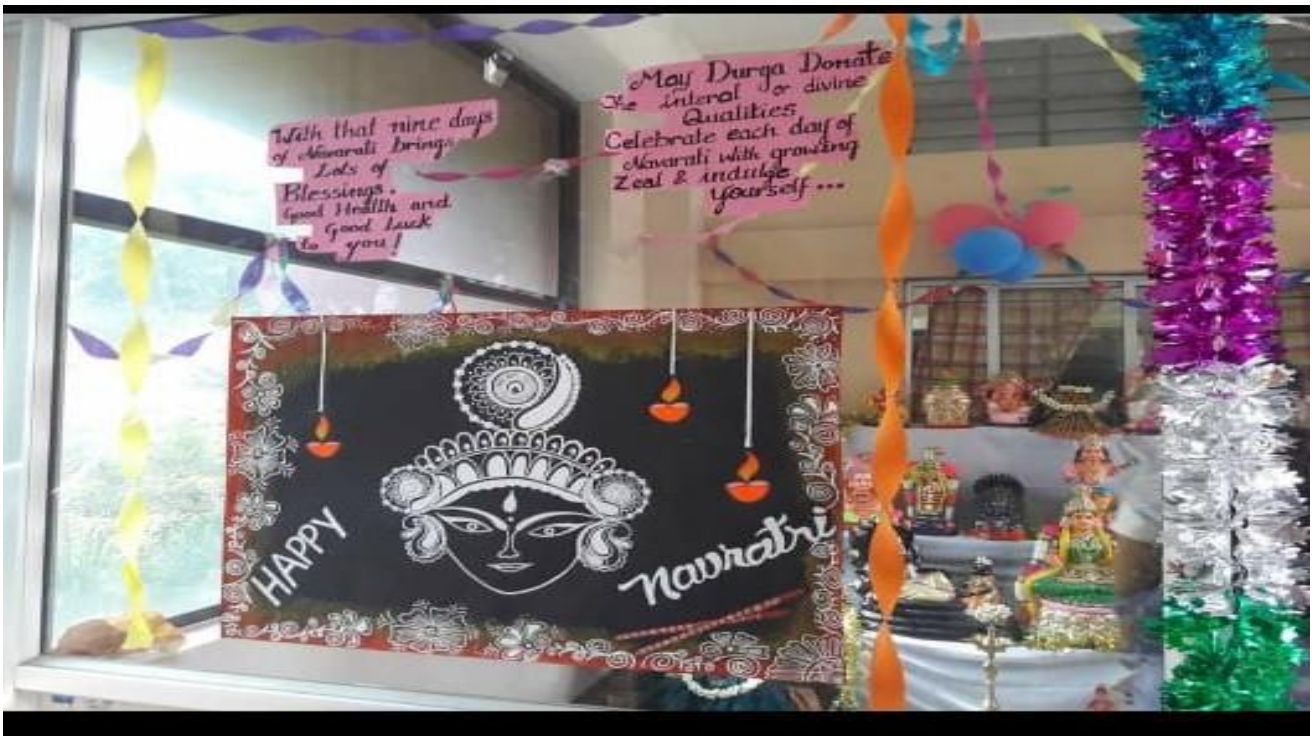 With that nine days
of Navarati brings
Lots of
Blessings.
Good Health and
Good Luck
to you!
May Durga Donate
the interal or divine
Qualities
Celebrate each day of
Navarati with growing
Zeal & indulge
yourself...
HAPPY
Navratri